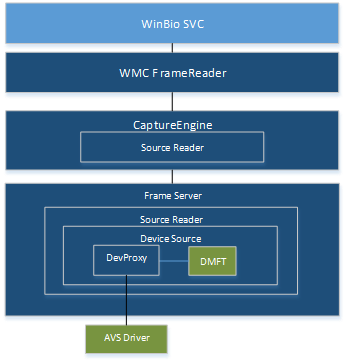 WinBio SVC
WMC FrameReader
CaptureEngine
Source Reader
Frame Server
Source Reader
Device Source
DevProxy
DMFT
AVS Driver